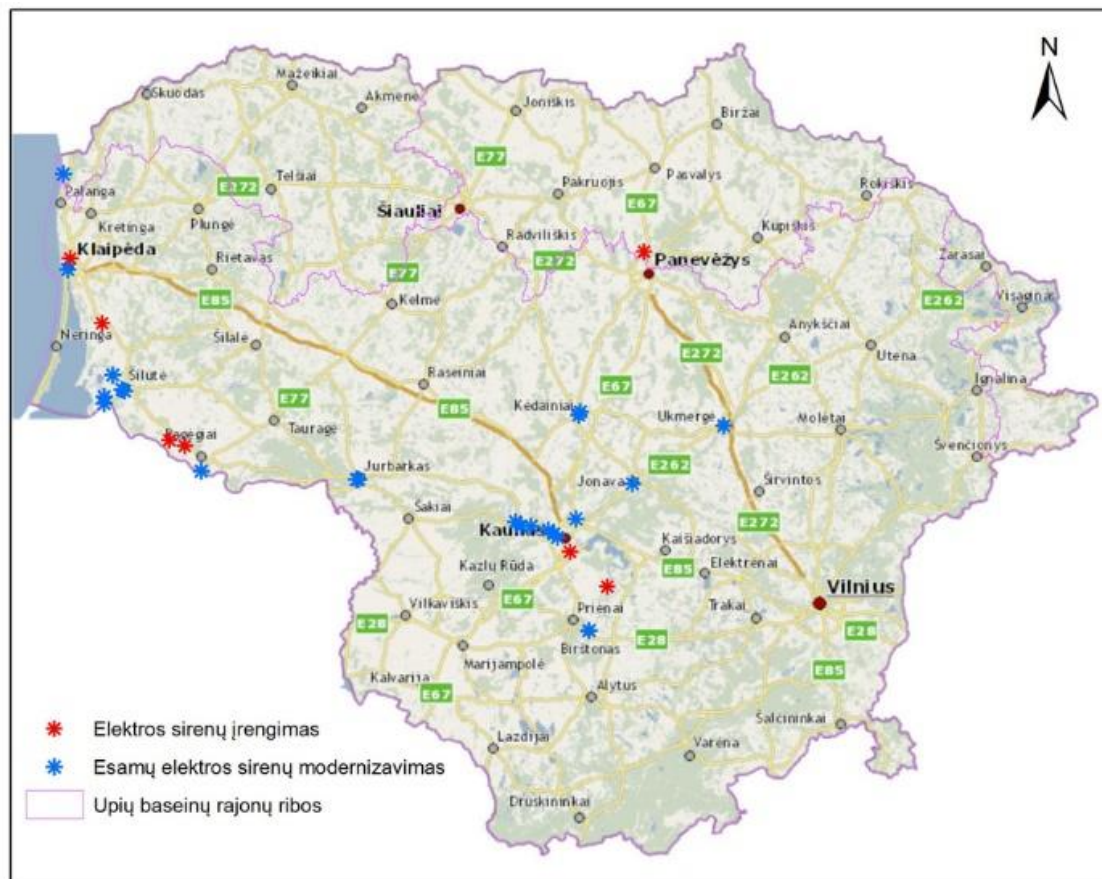 N
Mažeikiai
Skuodas
Akmenė
Joniškis
Biržai
E77
Pasvalys
Palanga
E272
Telšiai
Pakruojis
Rokiškis
Kretinga
Plungė
Šiauliai
E67
Klaipėda
Radviliškis
Kupiškis
Rietavas
E77
E272
Panevėžys
Zarasai
E85
Kelmė
E262
Visaginas
Neringa
Šilalė
Anykščiai
E272
Utena
Šilutė
Raseiniai
E67
E262
Ignalina
E77
E85
Kėdainiai
Ukmergė
Molėtai
Pagėgiai
Tauragė
Švenčionys
Jurbarkas
E262
Jonava
Širvintos
Šakiai
E272
Kaunas
Kaišiadorys
Kazlų Rūda
E85
Elektrėnai
Vilnius
Vilkaviškis
E67
Prienai
Trakai
E28
E28
E28
Marijampolė
Birštonas
E85
Kalvarija
E67
Alytus
Šalčininkai
Elektros sirenų įrengimas
Lazdijai
Varėna
Esamų elektros sirenų modernizavimas
Upių baseinų rajonų ribos
Druskininkai